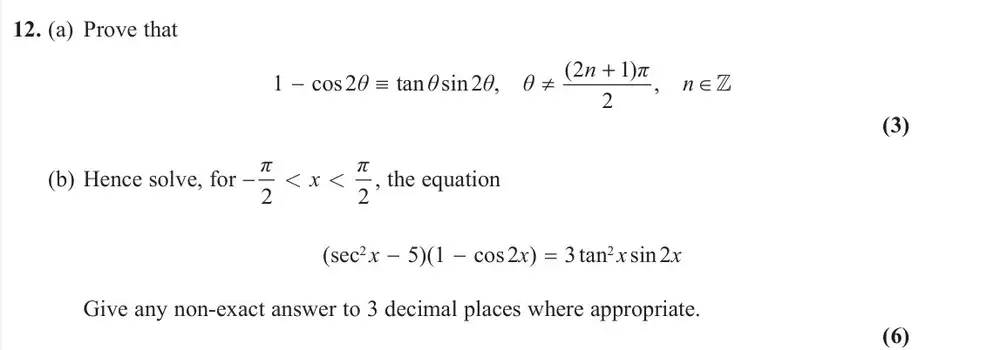 12. (a) Prove that
1 − cos 2θ ≡ tan θ sin 2θ, θ ≠ (2n + 1)π / 2, n ∈ ℤ
(3)
(b) Hence solve, for −π/2 < x < π/2, the equation
(sec²x − 5)(1 − cos 2x) = 3 tan²x sin 2x
Give any non-exact answer to 3 decimal places where appropriate.
(6)